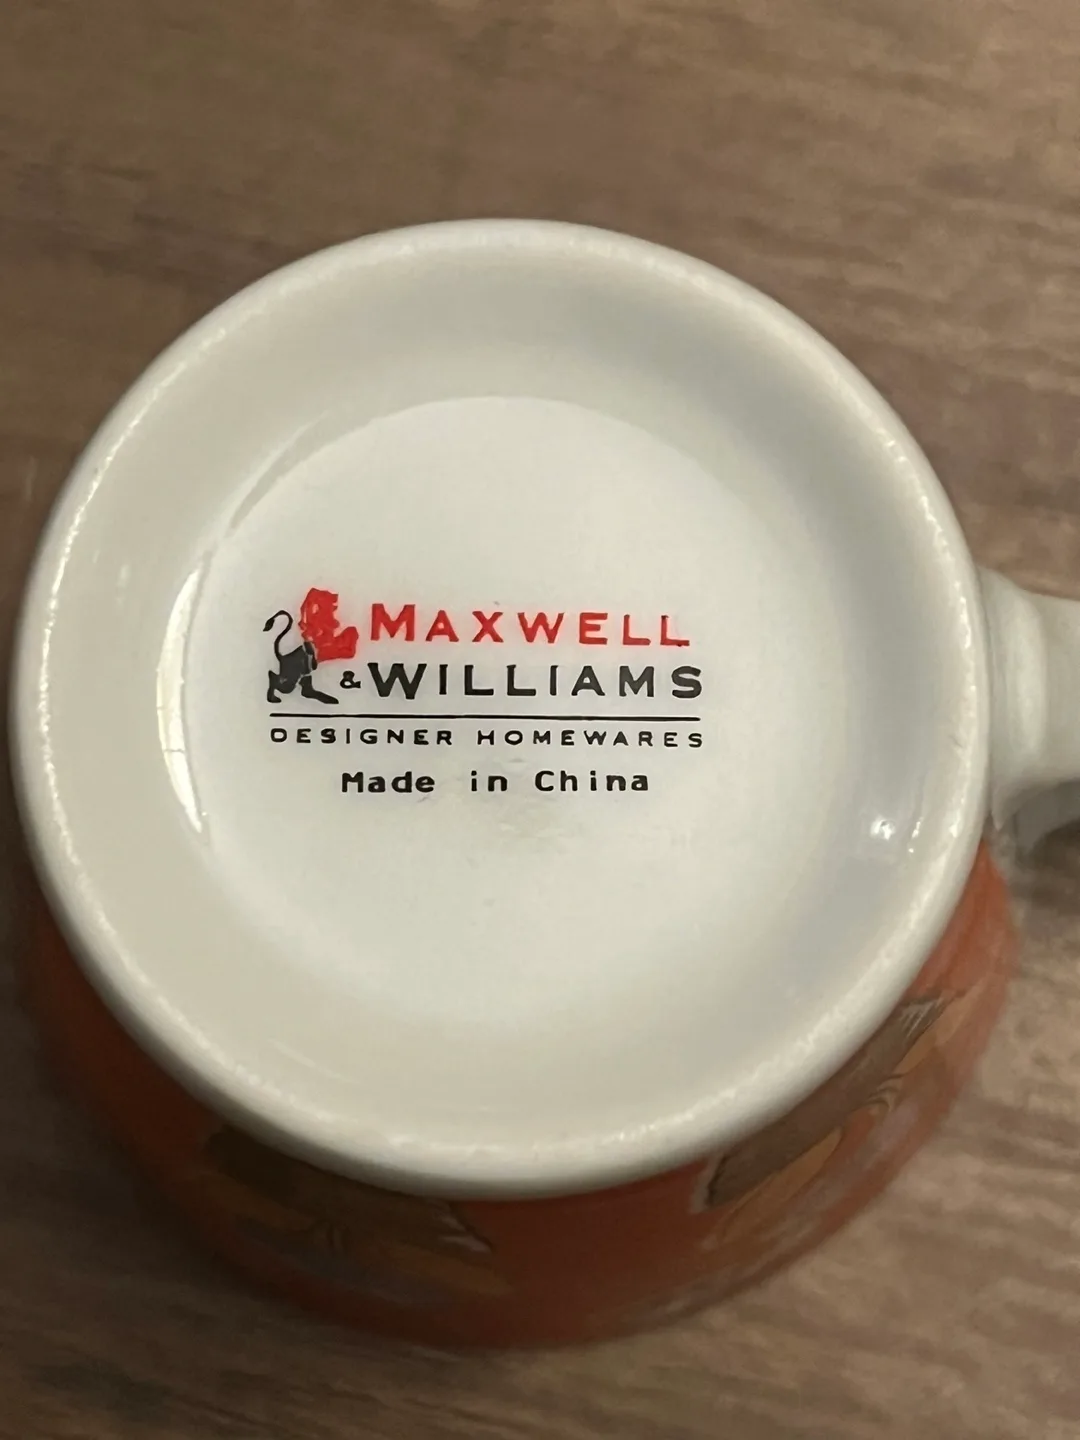 MAXWELL
& WILLIAMS
DESIGNER HOMEWARES
Made in China